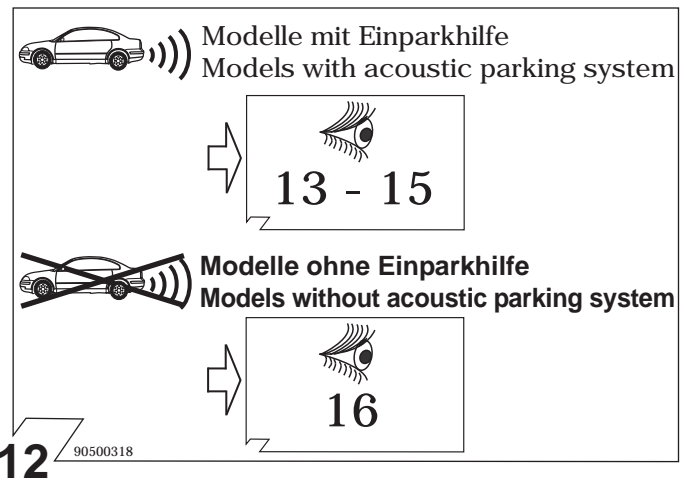 Modelle mit Einparkhilfe
Models with acoustic parking system
13 - 15
Modelle ohne Einparkhilfe
Models without acoustic parking system
16
12
90500318